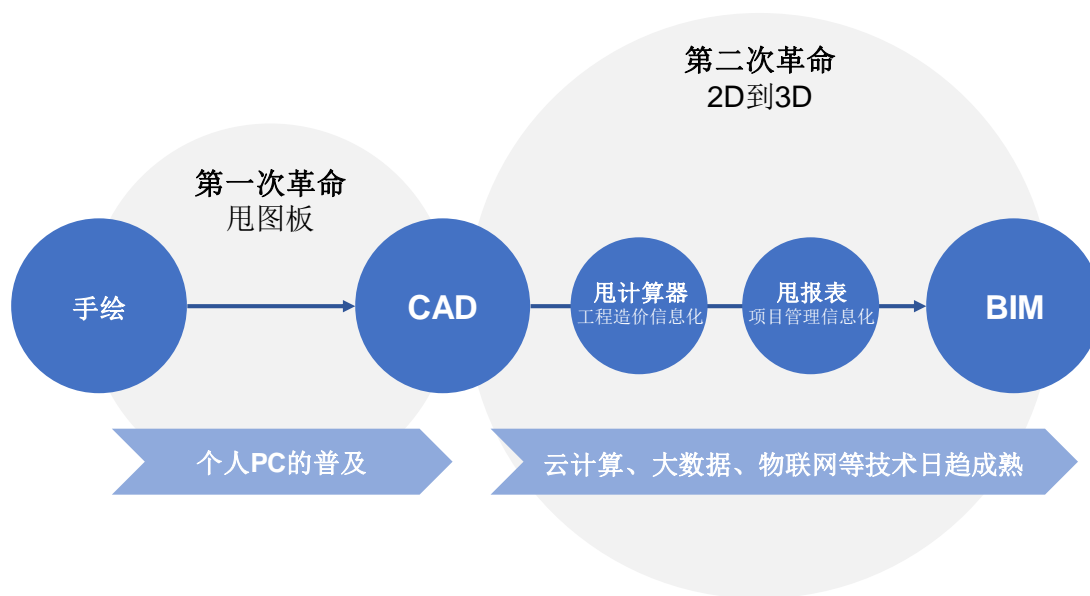 第二次革命
2D到3D
第一次革命
甩图板
手绘
CAD
甩计算器
工程造价信息化
甩报表
项目管理信息化
BIM
个人PC的普及
云计算、大数据、物联网等技术日趋成熟